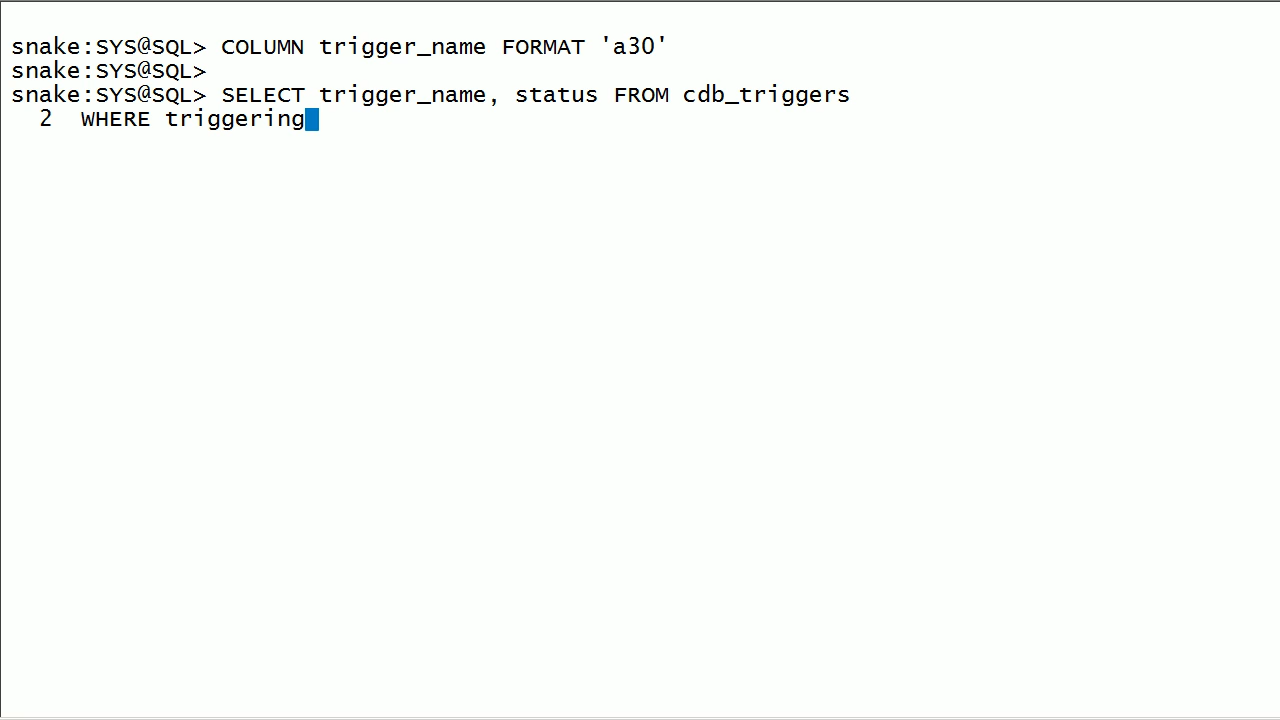 snake:SYS@SQL> COLUMN trigger_name FORMAT 'a30'
snake:SYS@SQL>
snake:SYS@SQL> SELECT trigger_name, status FROM cdb_triggers
  2  WHERE triggering